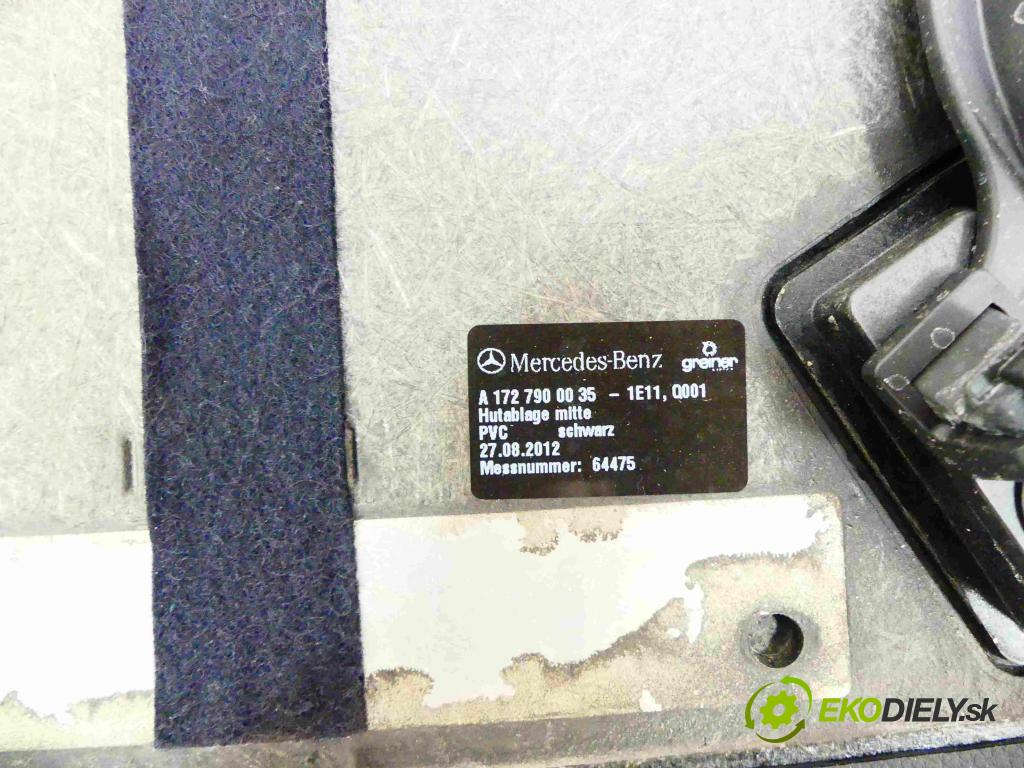 Mercedes-Benz greiner
A 172 790 00 35 - 1E11, Q001
Hutablage mitte
PVC schwarz
27.08.2012
Messnummer: 64475
EKODIELY.sk